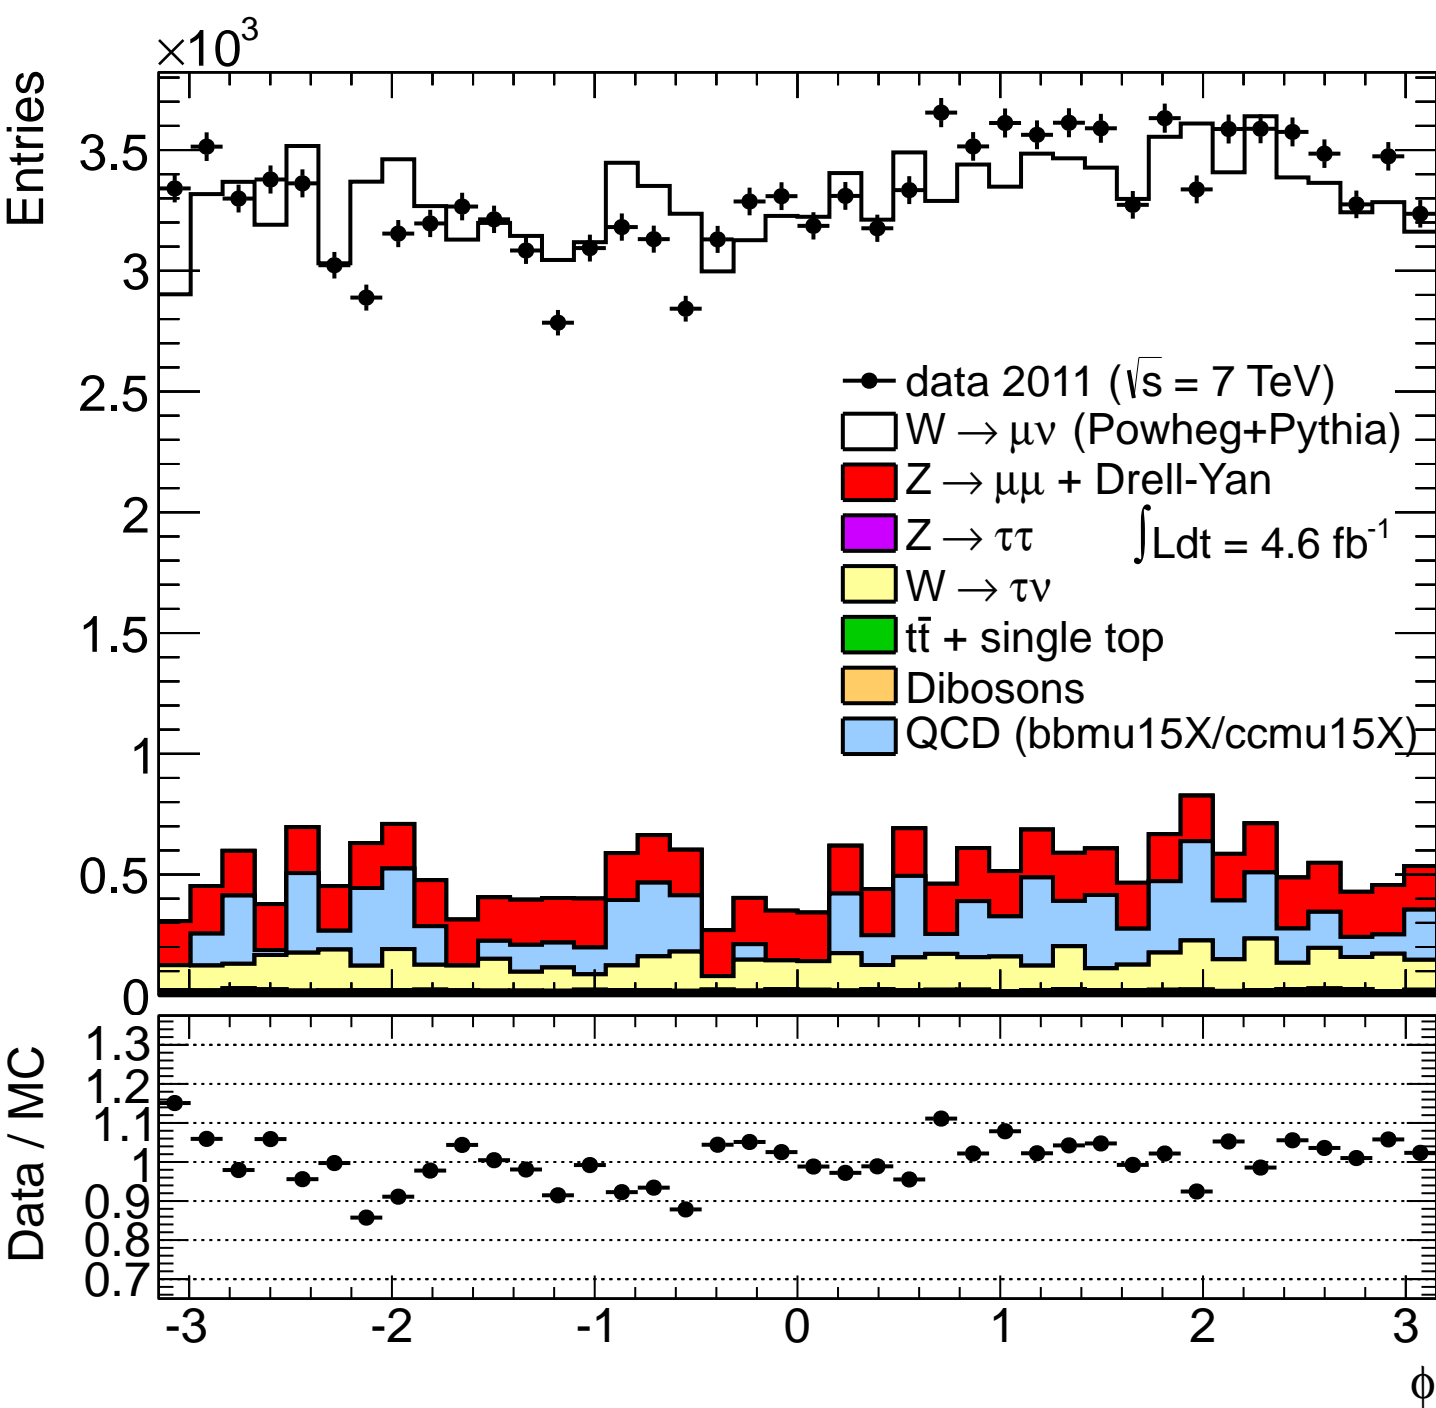 ×10³
Entries
3.5
3
2.5
2
1.5
1
0.5
0
data 2011 (√s = 7 TeV)
W → μν (Powheg+Pythia)
Z → μμ + Drell-Yan
Z → ττ
∫Ldt = 4.6 fb⁻¹
W → τν
tt̄ + single top
Dibosons
QCD (bbmu15X/ccmu15X)
Data / MC
1.3
1.2
1.1
1
0.9
0.8
0.7
-3 -2 -1 0 1 2 3
ϕ